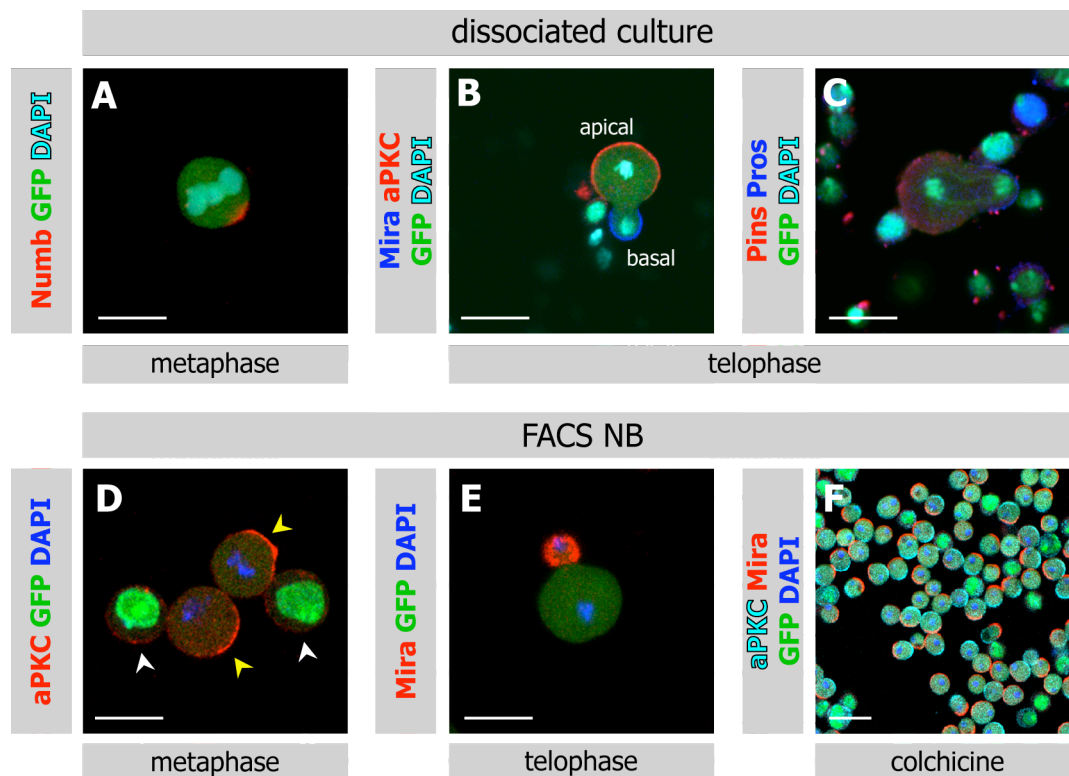 dissociated culture
Numb GFP DAPI
A
Mira aPKC
GFP DAPI
B
apical
basal
Pins Pros
GFP DAPI
C
metaphase
telophase
FACS NB
aPKC GFP DAPI
D
Mira GFP DAPI
E
aPKC Mira
GFP DAPI
F
metaphase
telophase
colchicine